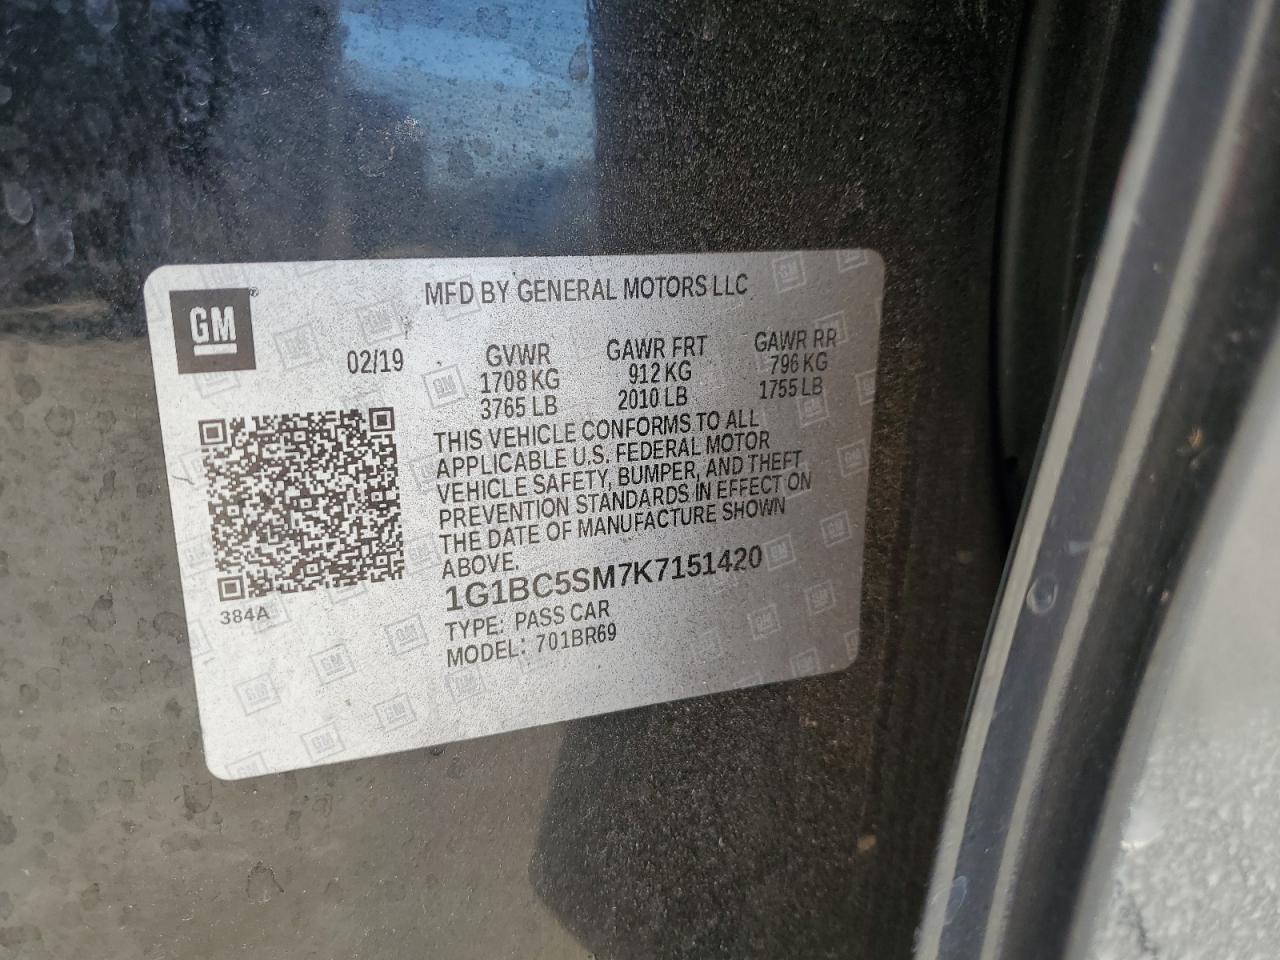 GM
MFD BY GENERAL MOTORS LLC
02/19 GVWR GAWR FRT GAWR RR
1708 KG 912 KG 796 KG
3765 LB 2010 LB 1755 LB
THIS VEHICLE CONFORMS TO ALL
APPLICABLE U.S. FEDERAL MOTOR
VEHICLE SAFETY, BUMPER, AND THEFT
PREVENTION STANDARDS IN EFFECT ON
THE DATE OF MANUFACTURE SHOWN
ABOVE.
1G1BC5SM7K7151420
384A
TYPE: PASS CAR
MODEL: 701BR69